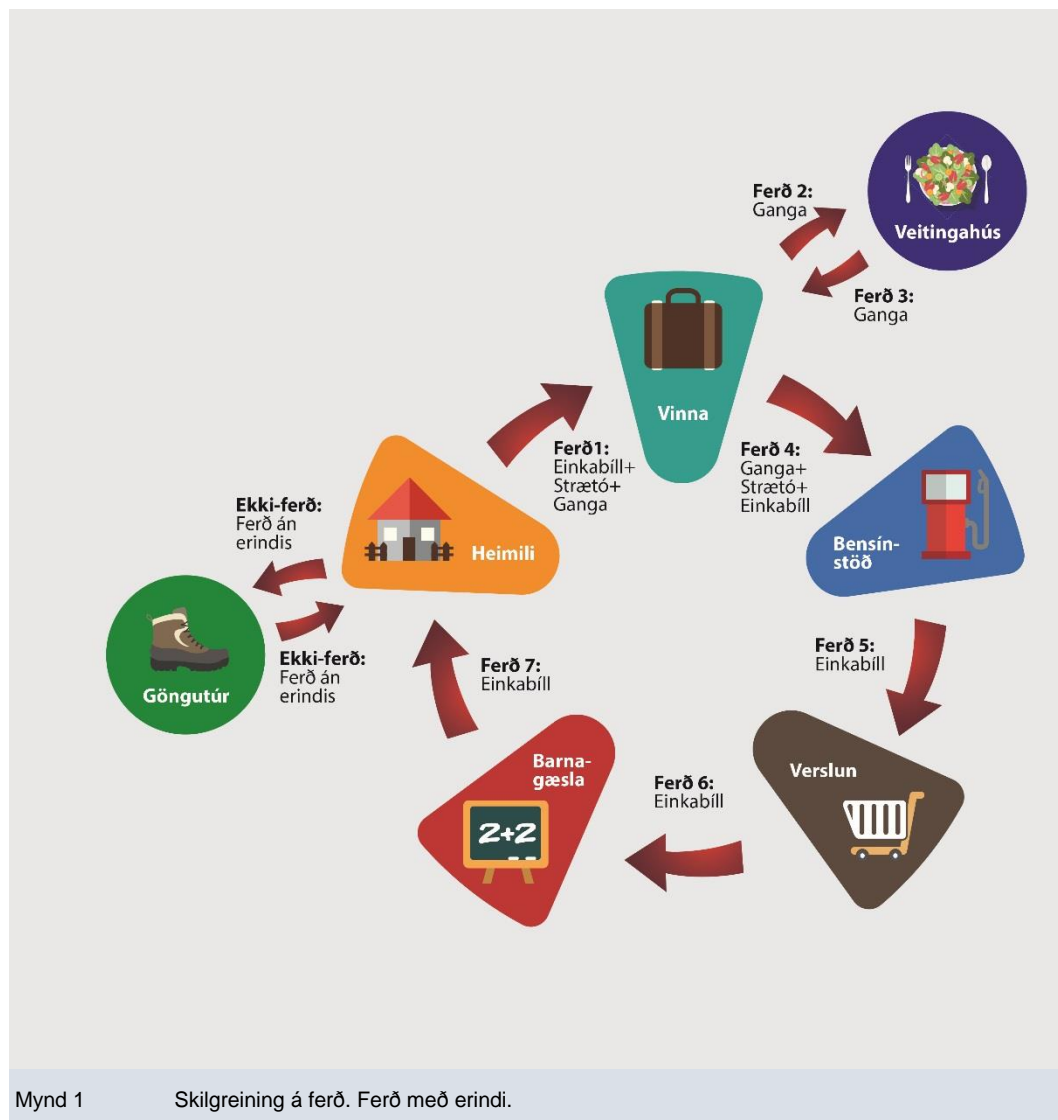 Ferð 2:
Ganga
Veitingahús
Ferð 3:
Ganga
Vinna
Ferð1:
Einkabíll+
Strætó+
Ganga
Ferð 4:
Ganga+
Strætó+
Einkabíll
Ekki-ferð:
Ferð án
erindis
Heimili
Bensín-
stöð
Göngutúr
Ekki-ferð:
Ferð án
erindis
Ferð 7:
Einkabíll
Ferð 5:
Einkabíll
Barna-
gæsla
2+2
Ferð 6:
Einkabíll
Verslun
Mynd 1 Skilgreining á ferð. Ferð með erindi.